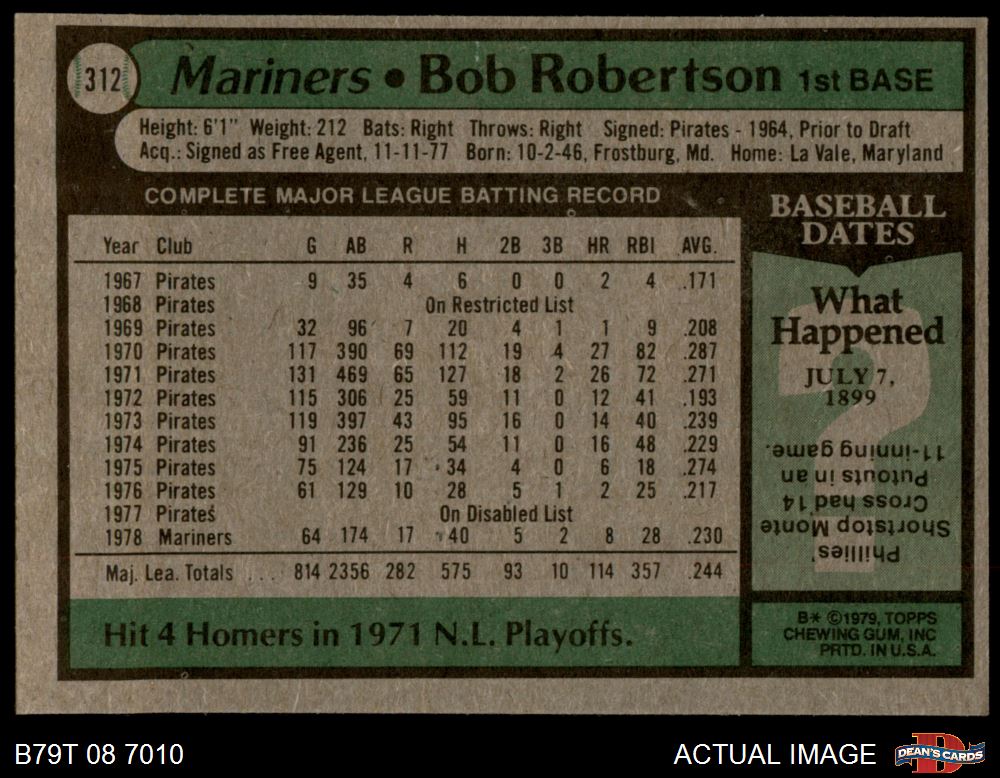 312
Mariners • Bob Robertson 1st BASE
Height: 6'1" Weight: 212 Bats: Right Throws: Right Signed: Pirates - 1964, Prior to Draft
Acq.: Signed as Free Agent, 11-11-77 Born: 10-2-46, Frostburg, Md. Home: La Vale, Maryland
COMPLETE MAJOR LEAGUE BATTING RECORD
Year Club G AB R H 2B 3B HR RBI AVG.
1967 Pirates 9 35 4 6 0 0 2 4 .171
1968 Pirates On Restricted List
1969 Pirates 32 96 7 20 4 1 1 9 .208
1970 Pirates 117 390 69 112 19 4 27 82 .287
1971 Pirates 131 469 65 127 18 2 26 72 .271
1972 Pirates 115 306 25 59 11 0 12 41 .193
1973 Pirates 119 397 43 95 16 0 14 40 .239
1974 Pirates 91 236 25 54 11 0 16 48 .229
1975 Pirates 75 124 17 34 4 0 6 18 .274
1976 Pirates 61 129 10 28 5 1 2 25 .217
1977 Pirates On Disabled List
1978 Mariners 64 174 17 40 5 2 8 28 .230
Maj. Lea. Totals ... 814 2356 282 575 93 10 114 357 .244
Hit 4 Homers in 1971 N.L. Playoffs.
BASEBALL
DATES
What
Happened
JULY 7,
1899
?
Phillies'
Shortstop Monte
Cross had 14
Putouts in an
11-inning game.
B* ©1979, TOPPS
CHEWING GUM, INC
PRTD. IN U.S.A.
B79T 08 7010
ACTUAL IMAGE
DEAN'S CARDS